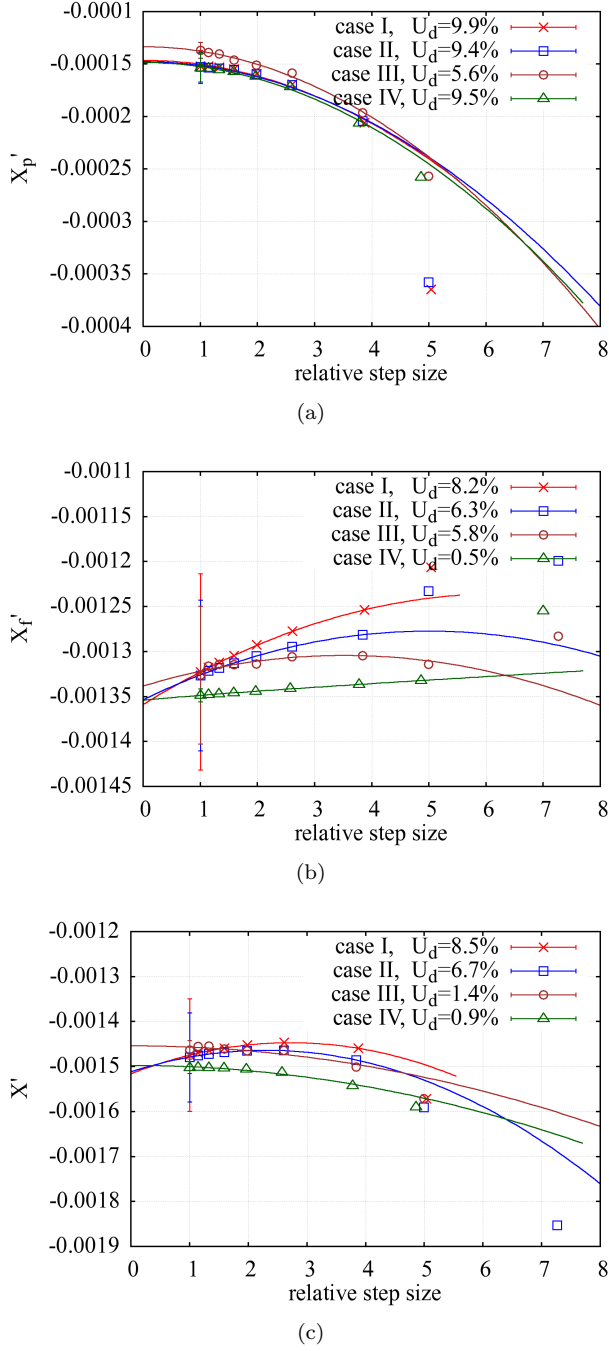 -0.0001
-0.00015
-0.0002
-0.00025
-0.0003
-0.00035
-0.0004
X_p'
case I, U_d=9.9%
case II, U_d=9.4%
case III, U_d=5.6%
case IV, U_d=9.5%
0 1 2 3 4 5 6 7 8
relative step size
(a)
-0.0011
-0.00115
-0.0012
-0.00125
-0.0013
-0.00135
-0.0014
-0.00145
X_f'
case I, U_d=8.2%
case II, U_d=6.3%
case III, U_d=5.8%
case IV, U_d=0.5%
0 1 2 3 4 5 6 7 8
relative step size
(b)
-0.0012
-0.0013
-0.0014
-0.0015
-0.0016
-0.0017
-0.0018
-0.0019
X'
case I, U_d=8.5%
case II, U_d=6.7%
case III, U_d=1.4%
case IV, U_d=0.9%
0 1 2 3 4 5 6 7 8
relative step size
(c)